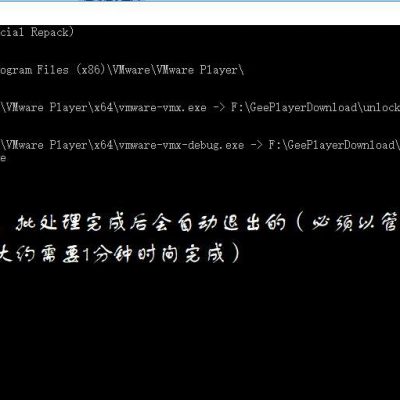 cial Repack)
ogram Files (x86)\VMware\VMware Player\
\VMware Player\x64\vmware-vmx.exe -> F:\GeePlayerDownload\unlock
\VMware Player\x64\vmware-vmx-debug.exe -> F:\GeePlayerDownload\
e
批处理完成后会自动退出的（必须以管
大约需要1分钟时间完成）